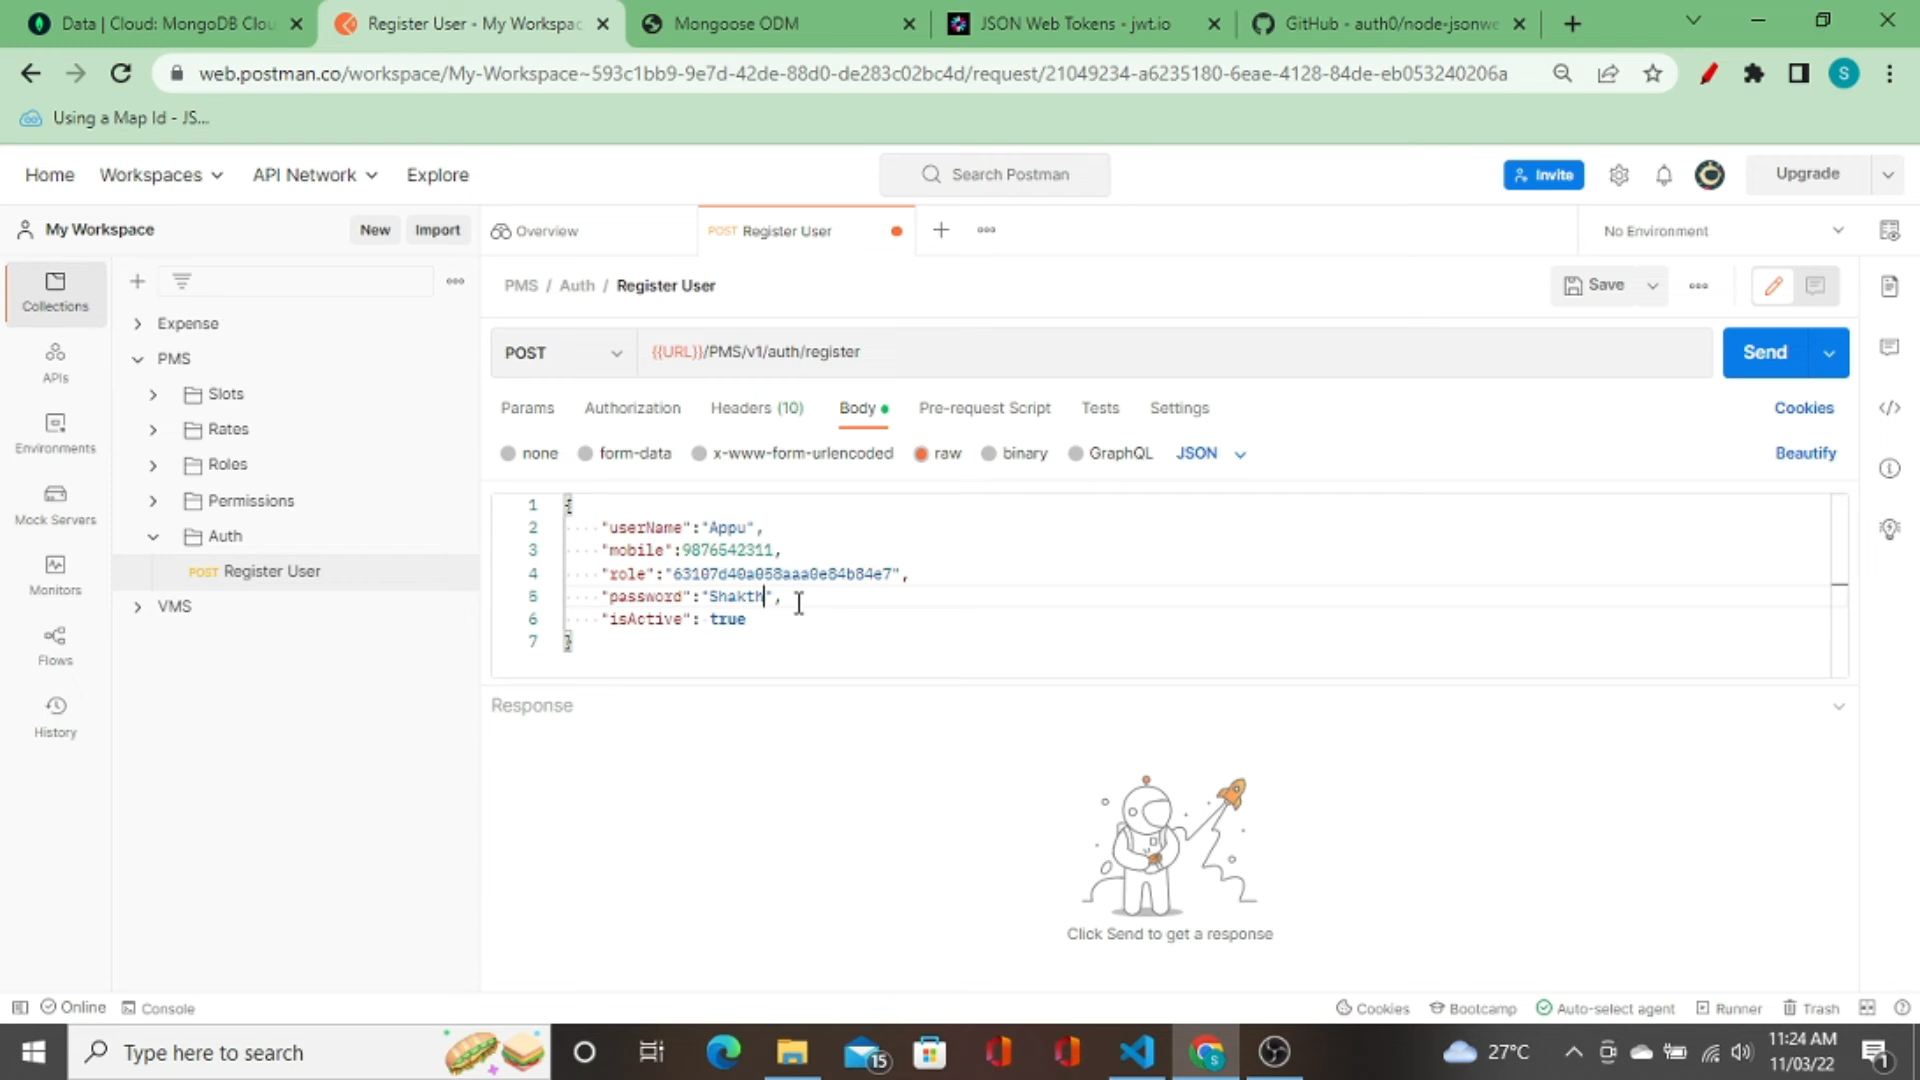 Data | Cloud: MongoDB Clou
Register User - My Workspac
Mongoose ODM
JSON Web Tokens - jwt.io
GitHub - auth0/node-jsonwe
web.postman.co/workspace/My-Workspace~593c1bb9-9e7d-42de-88d0-de283c02bc4d/request/21049234-a6235180-6eae-4128-84de-eb053240206a
S
Using a Map Id - JS...
Home Workspaces API Network Explore
Search Postman
Invite
Upgrade
My Workspace
New Import
Overview
POST Register User
No Environment
Collections
APIs
Environments
Mock Servers
Monitors
Flows
History
Expense
PMS
Slots
Rates
Roles
Permissions
Auth
POST Register User
VMS
PMS / Auth / Register User
Save
POST
{{URL}}/PMS/v1/auth/register
Send
Params Authorization Headers (10) Body Pre-request Script Tests Settings
Cookies
none form-data x-www-form-urlencoded raw binary GraphQL JSON
Beautify
1 {
2 "userName":"Appu",
3 "mobile":9876542311,
4 "role":"63107d40a058aaa0e84b84e7",
5 "password":"Shakth",
6 "isActive": true
7 }
Response
Click Send to get a response
Online Console
Cookies Bootcamp Auto-select agent Runner Trash
Type here to search
15
S
27°C
11:24 AM
11/03/22
1